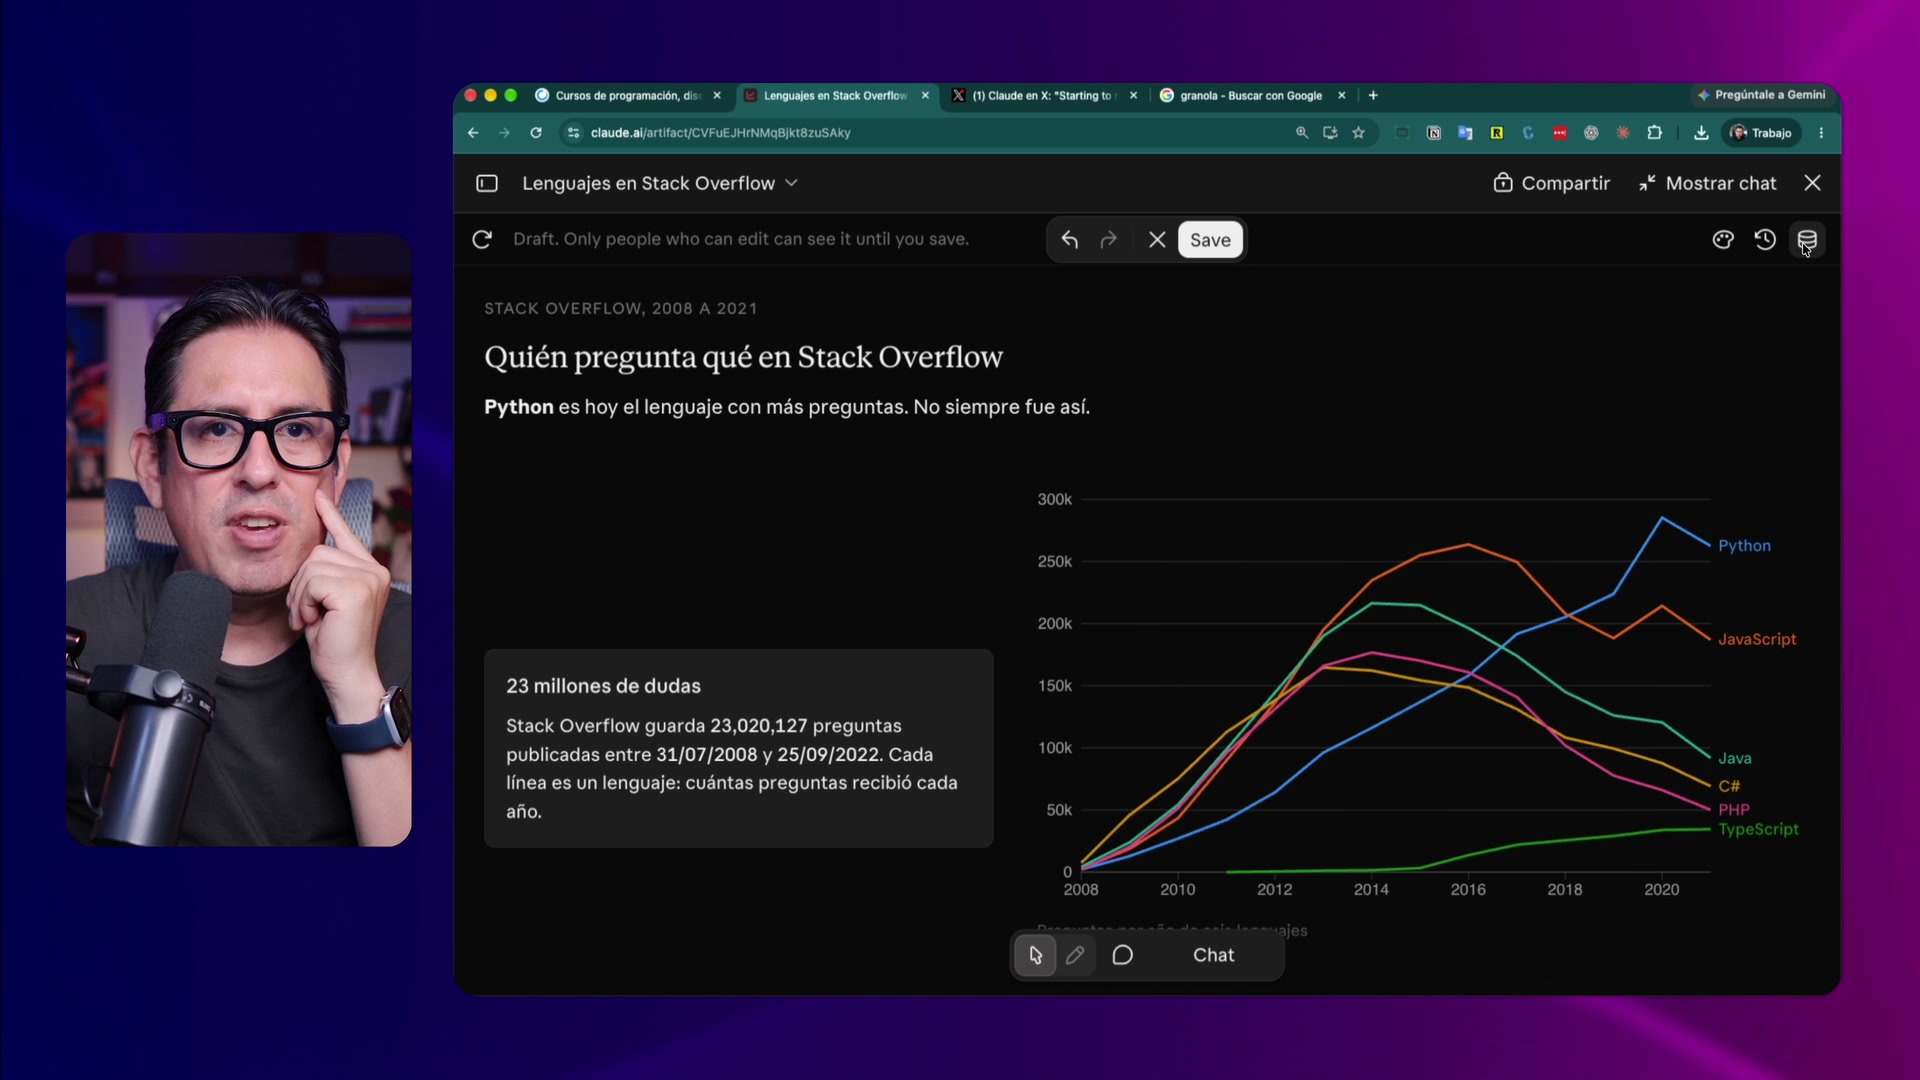 Cursos de programación, dis
Lenguajes en Stack Overflow
(1) Claude en X: "Starting to
granola - Buscar con Google
Pregúntale a Gemini
claude.ai/artifact/CVFuEJHrNMqBjkt8zuSAky
Trabajo
Lenguajes en Stack Overflow
Compartir
Mostrar chat
Draft. Only people who can edit can see it until you save.
Save
STACK OVERFLOW, 2008 A 2021
Quién pregunta qué en Stack Overflow
Python es hoy el lenguaje con más preguntas. No siempre fue así.
23 millones de dudas
Stack Overflow guarda 23,020,127 preguntas
publicadas entre 31/07/2008 y 25/09/2022. Cada
línea es un lenguaje: cuántas preguntas recibió cada
año.
300k
250k
200k
150k
100k
50k
0
2008 2010 2012 2014 2016 2018 2020
Python
JavaScript
Java
C#
PHP
TypeScript
Preguntas por año de seis lenguajes
Chat